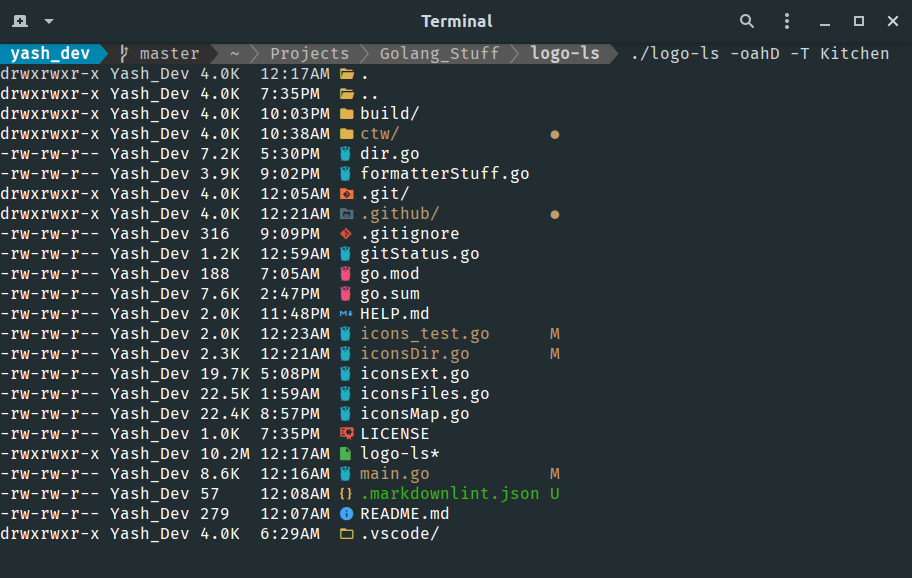 Terminal
yash_dev master ~ Projects Golang_Stuff logo-ls ./logo-ls -oahD -T Kitchen
drwxrwxr-x Yash_Dev 4.0K 12:17AM .
drwxrwxr-x Yash_Dev 4.0K 7:35PM ..
drwxrwxr-x Yash_Dev 4.0K 10:03PM build/
drwxrwxr-x Yash_Dev 4.0K 10:38AM ctw/ ●
-rw-rw-r-- Yash_Dev 7.2K 5:30PM dir.go
-rw-rw-r-- Yash_Dev 3.9K 9:02PM formatterStuff.go
drwxrwxr-x Yash_Dev 4.0K 12:05AM .git/
drwxrwxr-x Yash_Dev 4.0K 12:21AM .github/ ●
-rw-rw-r-- Yash_Dev 316 9:09PM .gitignore
-rw-rw-r-- Yash_Dev 1.2K 12:59AM gitStatus.go
-rw-rw-r-- Yash_Dev 188 7:05AM go.mod
-rw-rw-r-- Yash_Dev 7.6K 2:47PM go.sum
-rw-rw-r-- Yash_Dev 2.0K 11:48PM HELP.md
-rw-rw-r-- Yash_Dev 2.0K 12:23AM icons_test.go M
-rw-rw-r-- Yash_Dev 2.3K 12:21AM iconsDir.go M
-rw-rw-r-- Yash_Dev 19.7K 5:08PM iconsExt.go
-rw-rw-r-- Yash_Dev 22.5K 1:59AM iconsFiles.go
-rw-rw-r-- Yash_Dev 22.4K 8:57PM iconsMap.go
-rw-rw-r-- Yash_Dev 1.0K 7:35PM LICENSE
-rwxrwxr-x Yash_Dev 10.2M 12:17AM logo-ls*
-rw-rw-r-- Yash_Dev 8.6K 12:16AM main.go M
-rw-rw-r-- Yash_Dev 57 12:08AM {} .markdownlint.json U
-rw-rw-r-- Yash_Dev 279 12:07AM README.md
drwxrwxr-x Yash_Dev 4.0K 6:29AM .vscode/